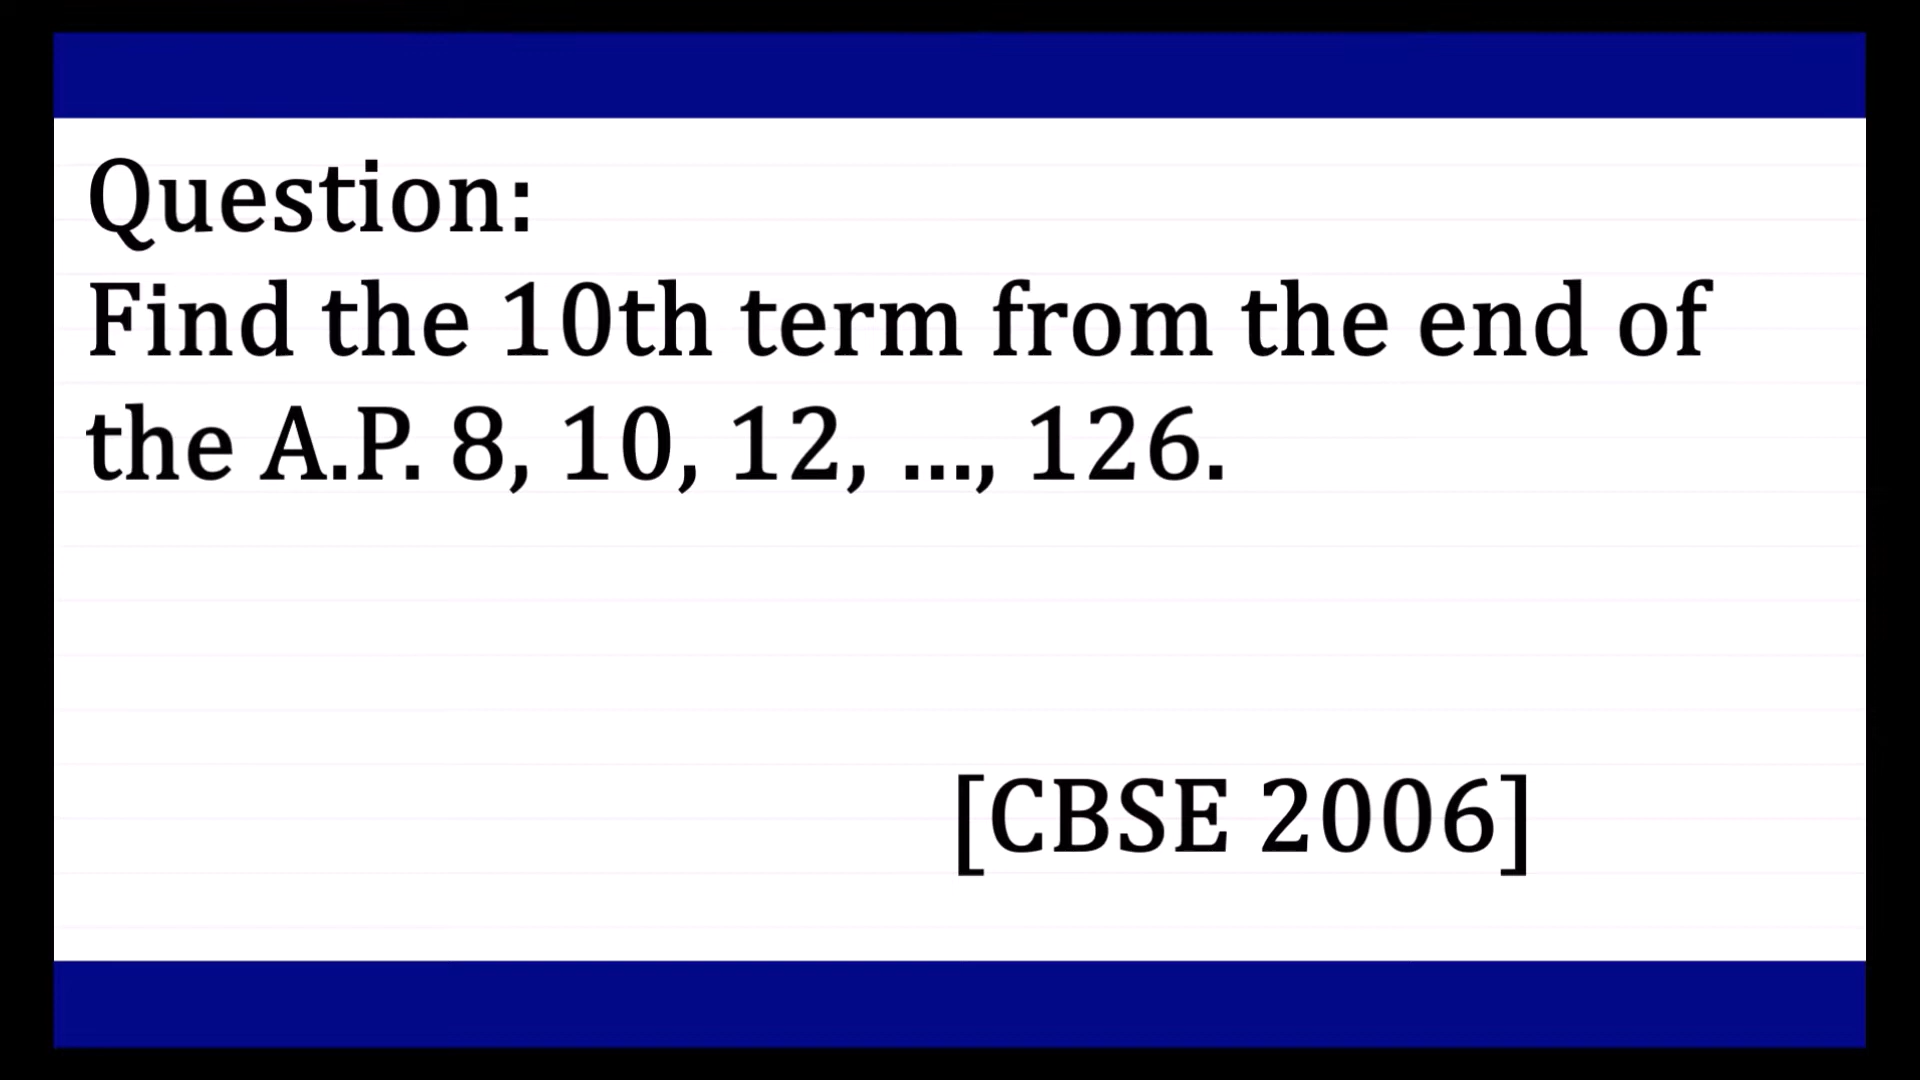 Question:
Find the 10th term from the end of
the A.P. 8, 10, 12, ..., 126.
[CBSE 2006]